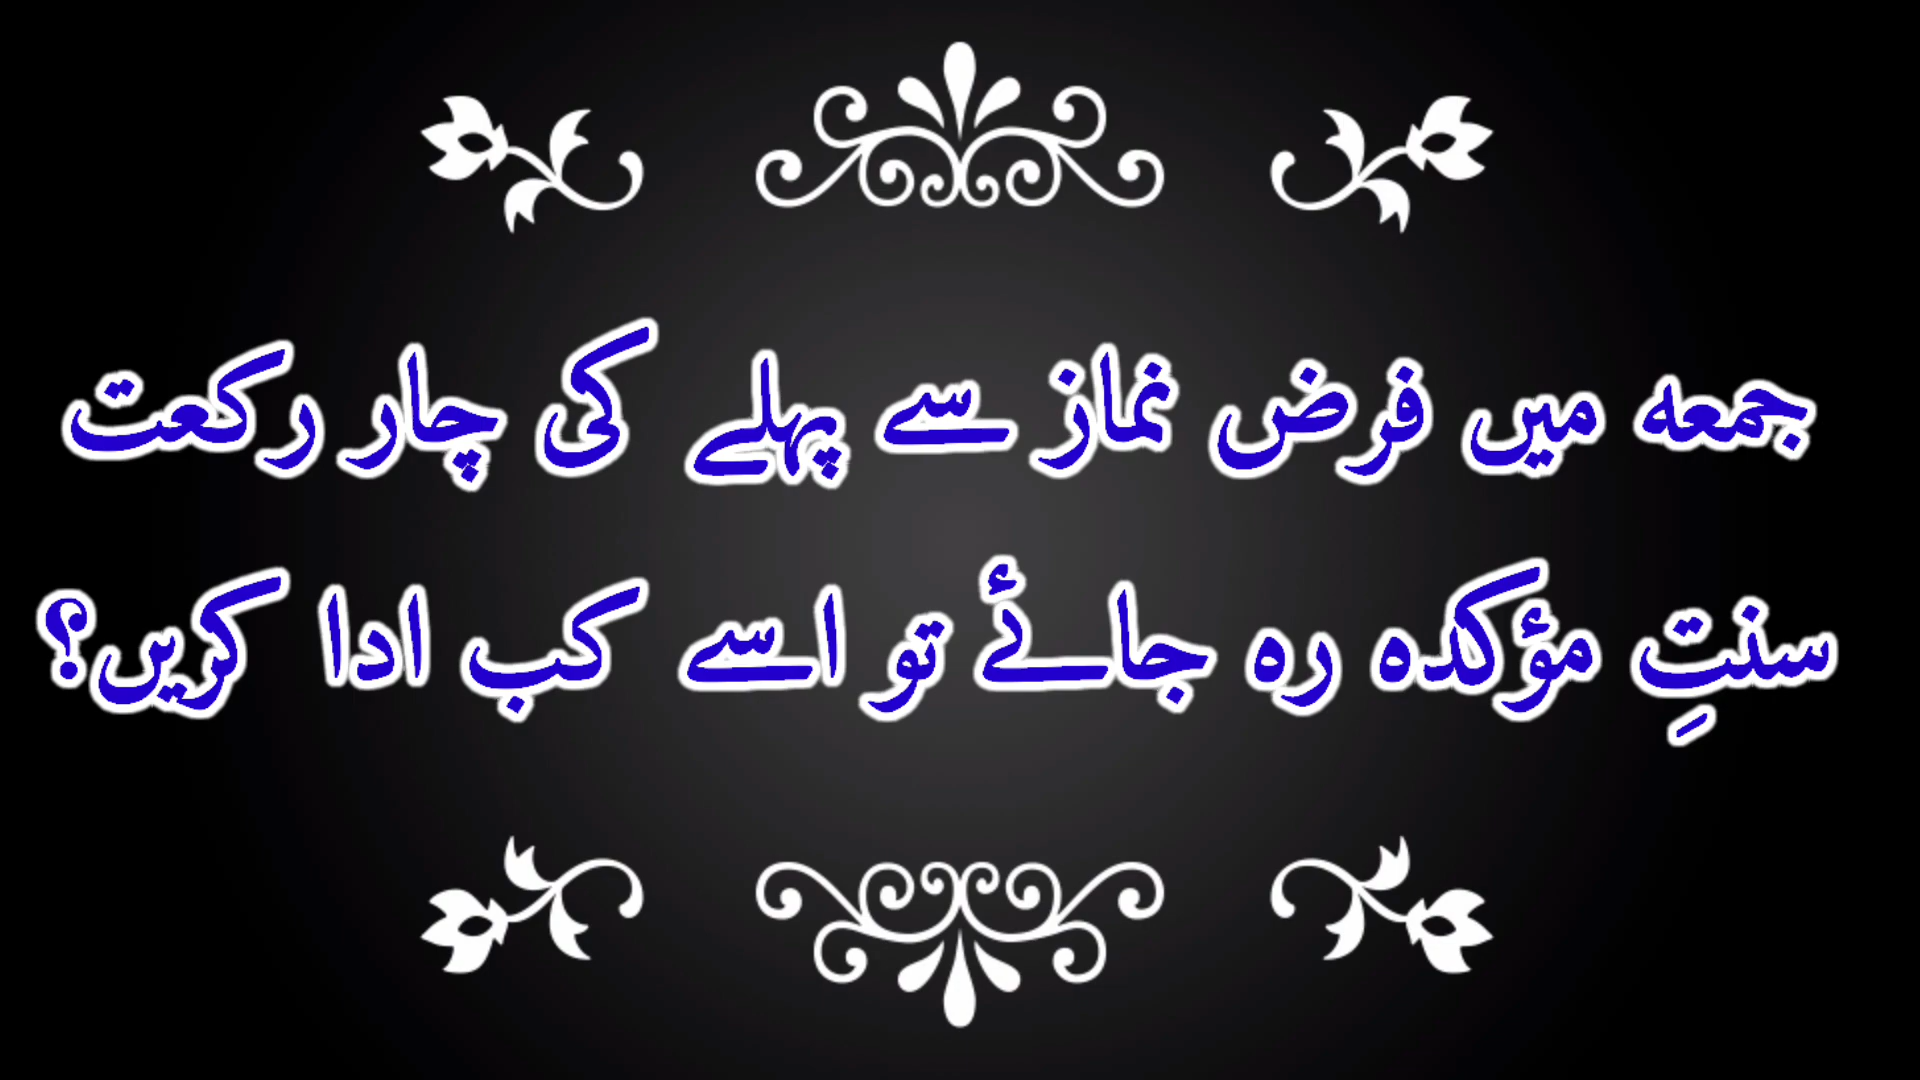 جمعہ میں فرض نماز سے پہلے کی چار رکعت
سنتِ مؤکدہ رہ جائے تو اسے کب ادا کریں؟